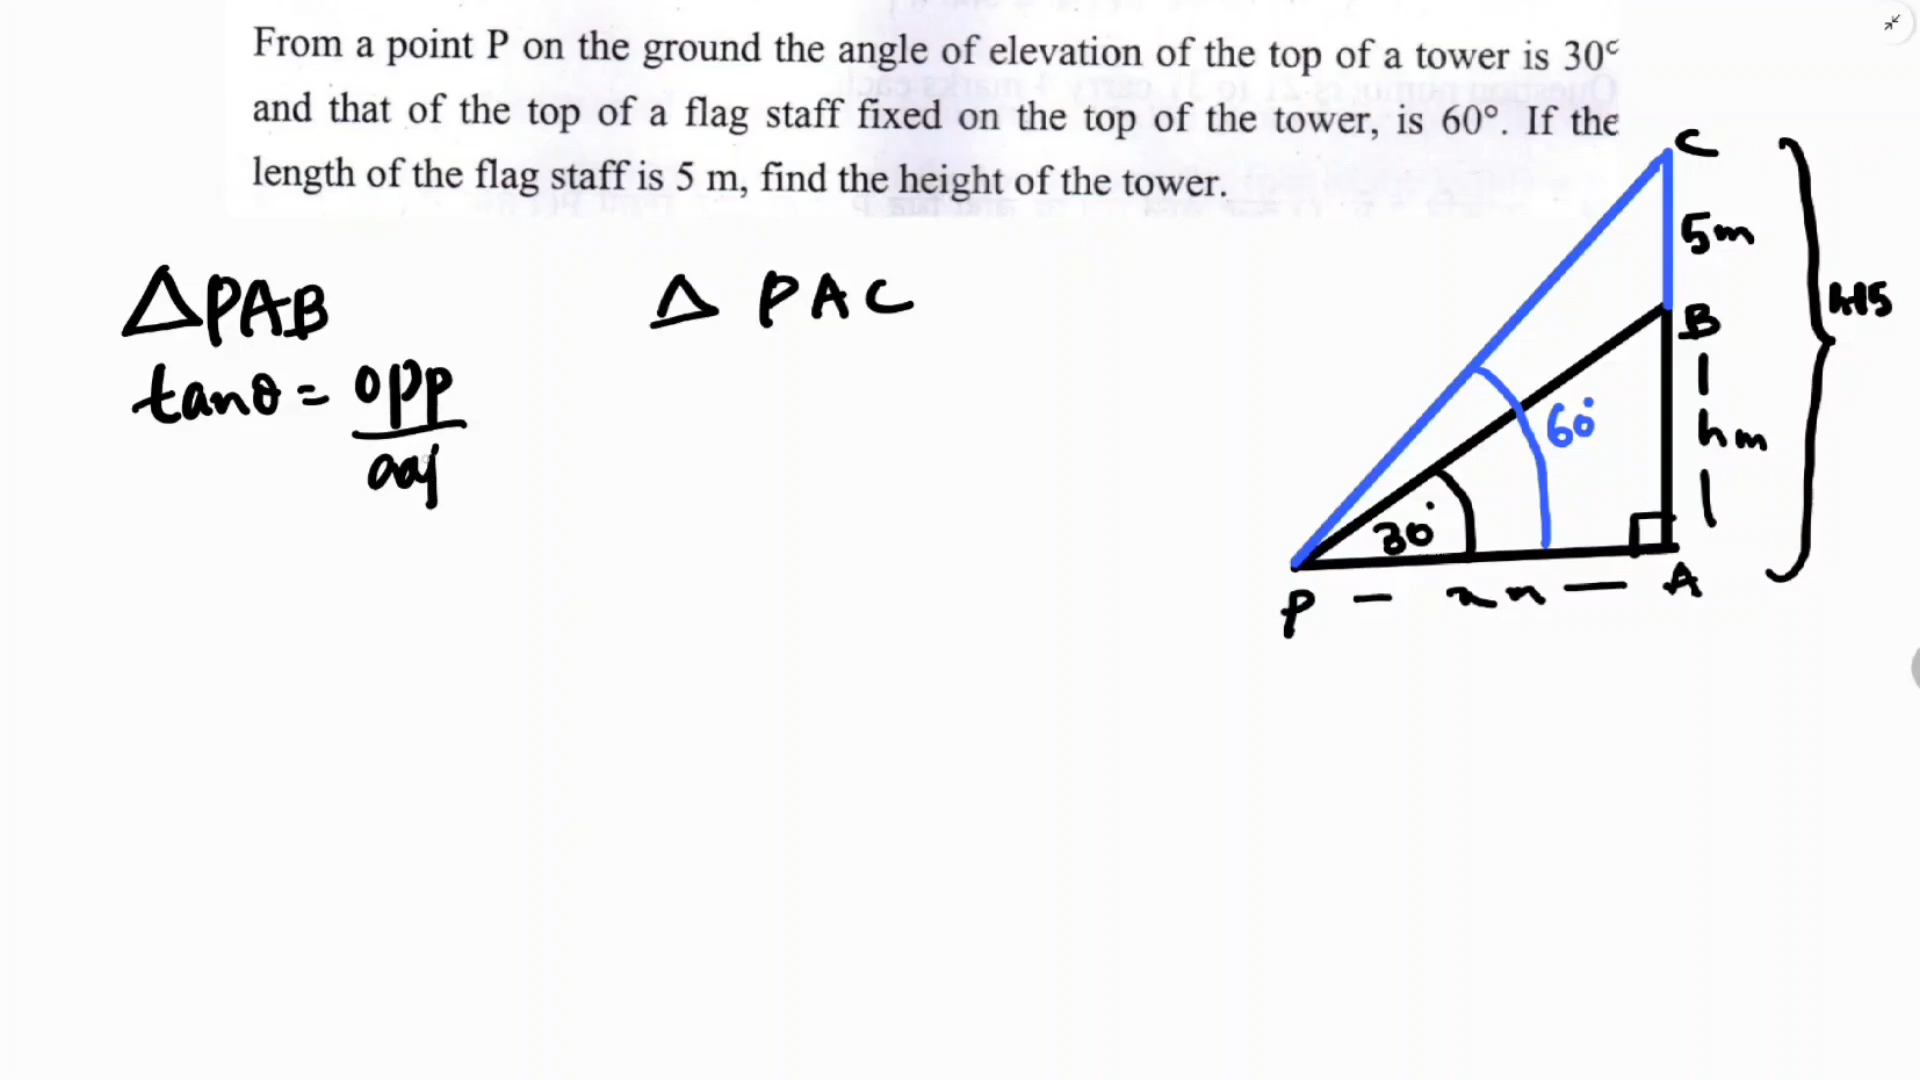 From a point P on the ground the angle of elevation of the top of a tower is 30°
and that of the top of a flag staff fixed on the top of the tower, is 60°. If the
length of the flag staff is 5 m, find the height of the tower.
△PAB
△ PAC
tanθ = opp
adj
C
5m
B
h+5
60°
h m
30°
P
x m
A